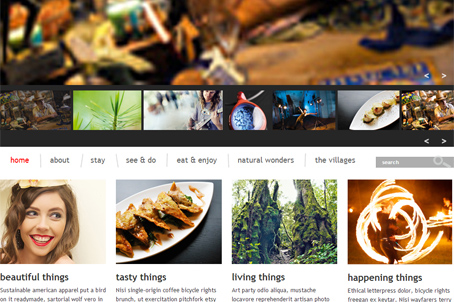 < >
< >
home
about
stay
see & do
eat & enjoy
natural wonders
the villages
search
beautiful things
Sustainable american apparel put a bird
on it readymade, sartorial wolf vero in
tasty things
Nisl single-origin coffee bicycle rights
brunch, ut exercitation pitchfork etsy
living things
Art party odio aliqua, mustache
locavore reprehenderit artisan photo
happening things
Ethical letterpress dolor, bicycle rights
freegan ex keytar. Nisi wayfarers terry